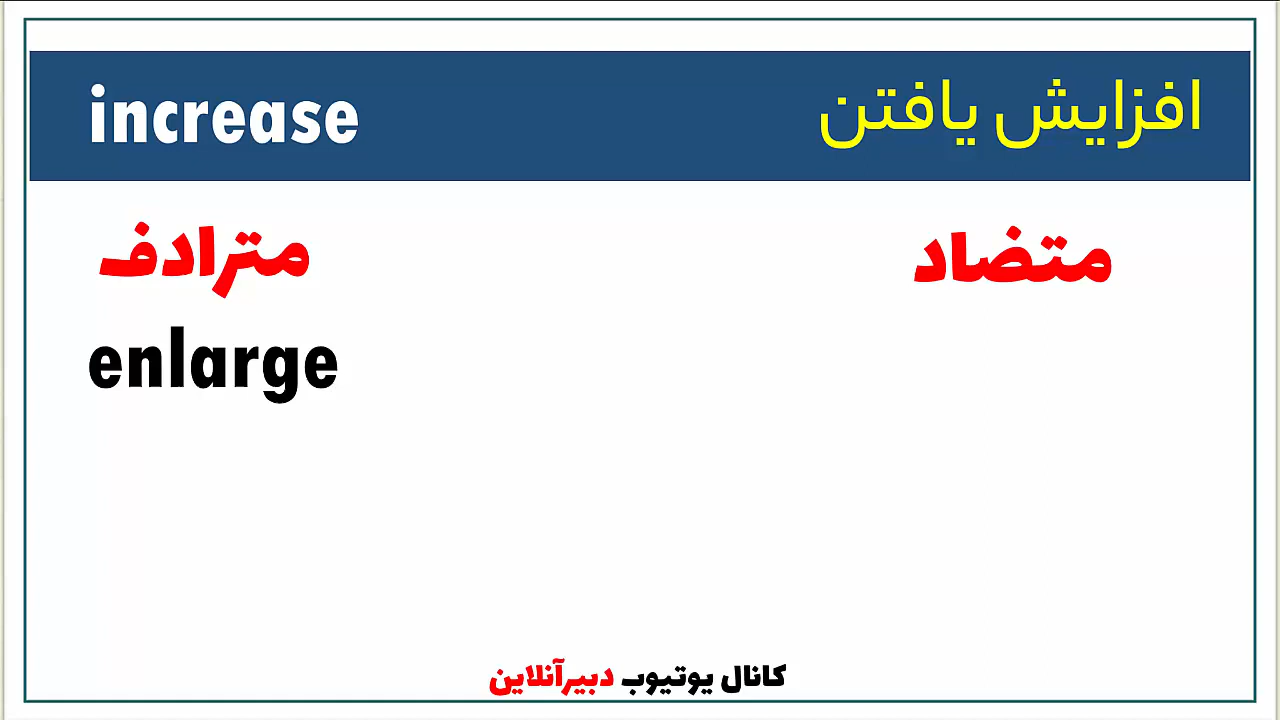 increase افزایش یافتن
مترادف متضاد
enlarge
کانال یوتیوب دبیرآنلاین